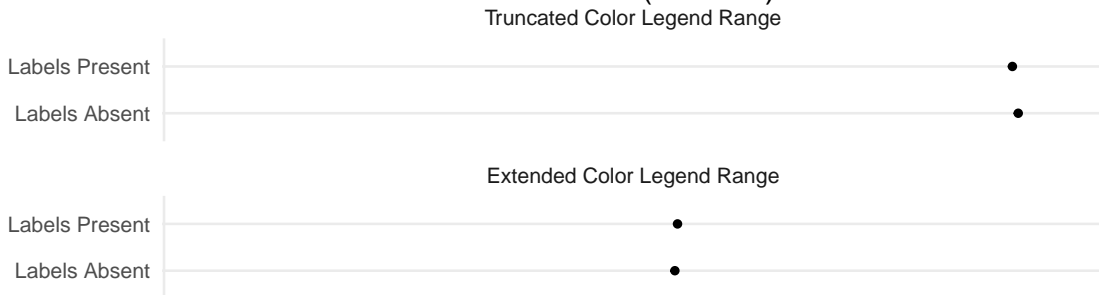 Truncated Color Legend Range
Labels Present
Labels Absent
Extended Color Legend Range
Labels Present
Labels Absent